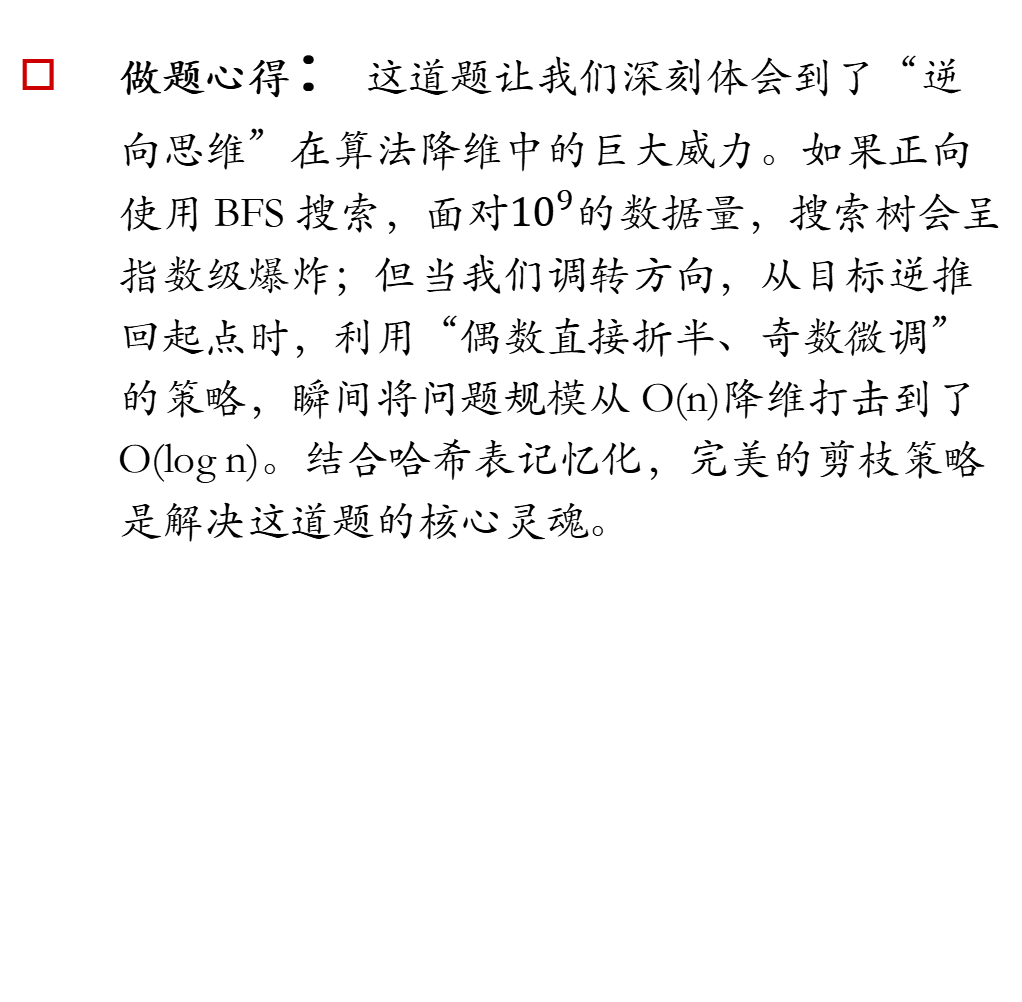 做题心得： 这道题让我们深刻体会到了“逆
向思维”在算法降维中的巨大威力。如果正向
使用 BFS 搜索，面对10⁹的数据量，搜索树会呈
指数级爆炸；但当我们调转方向，从目标逆推
回起点时，利用“偶数直接折半、奇数微调”
的策略，瞬间将问题规模从 O(n)降维打击到了
O(log n)。结合哈希表记忆化，完美的剪枝策略
是解决这道题的核心灵魂。